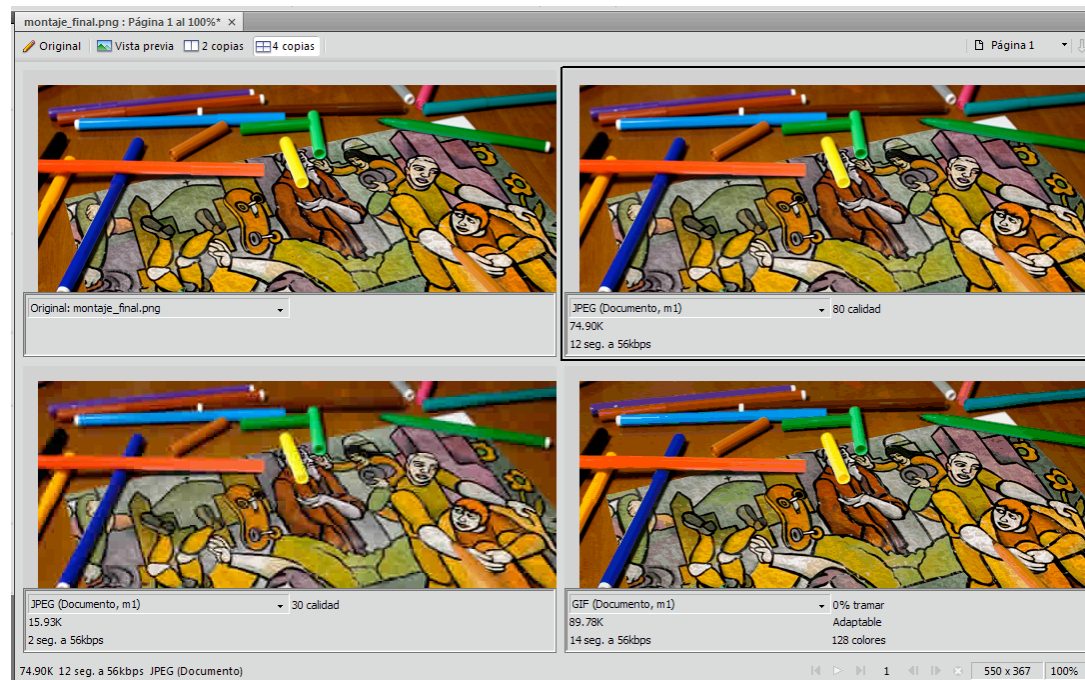 montaje_final.png : Página 1 al 100%* ×
Original Vista previa 2 copias 4 copias Página 1
Original: montaje_final.png
JPEG (Documento, m1) 80 calidad
74.90K
12 seg. a 56kbps
JPEG (Documento, m1) 30 calidad
15.93K
2 seg. a 56kbps
GIF (Documento, m1) 0% tramar
89.78K Adaptable
14 seg. a 56kbps 128 colores
74.90K 12 seg. a 56kbps JPEG (Documento) 1 550 x 367 100%